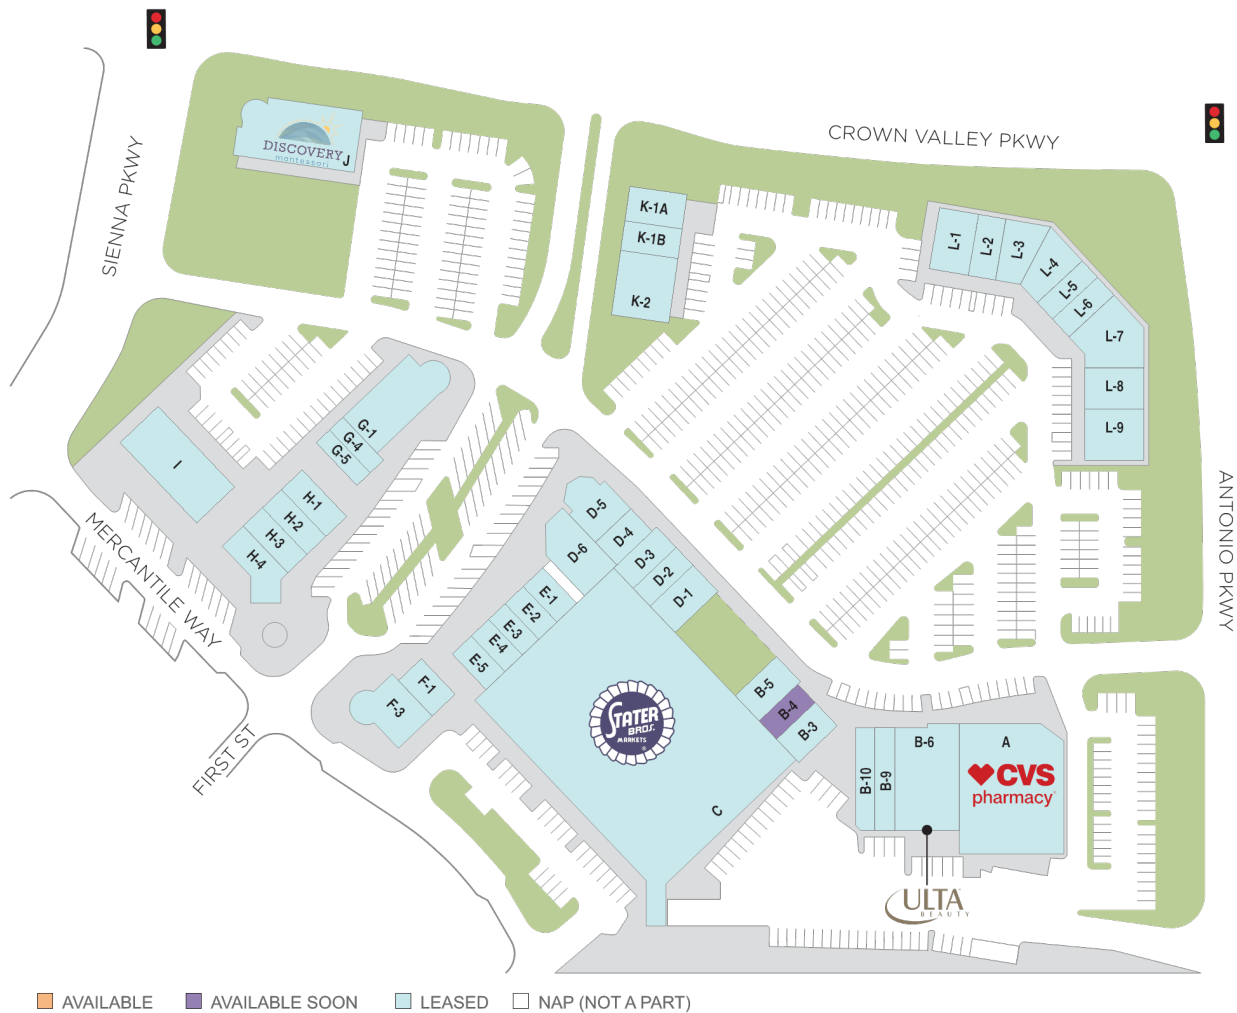 CROWN VALLEY PKWY
SIENNA PKWY
DISCOVERY
montessori
J
K-1A
K-1B
K-2
L-1
L-2
L-3
L-4
L-5
L-6
L-7
L-8
L-9
ANTONIO PKWY
G-1
G-4
G-5
I
H-1
H-2
H-3
H-4
MERCANTILE WAY
D-5
D-4
D-6
D-3
D-2
D-1
E-1
E-2
E-3
E-4
E-5
F-1
F-3
FIRST ST
STATER
BROS.
MARKETS
C
B-5
B-4
B-3
B-10
B-9
B-6
A
CVS
pharmacy
ULTA
BEAUTY
AVAILABLE
AVAILABLE SOON
LEASED
NAP (NOT A PART)